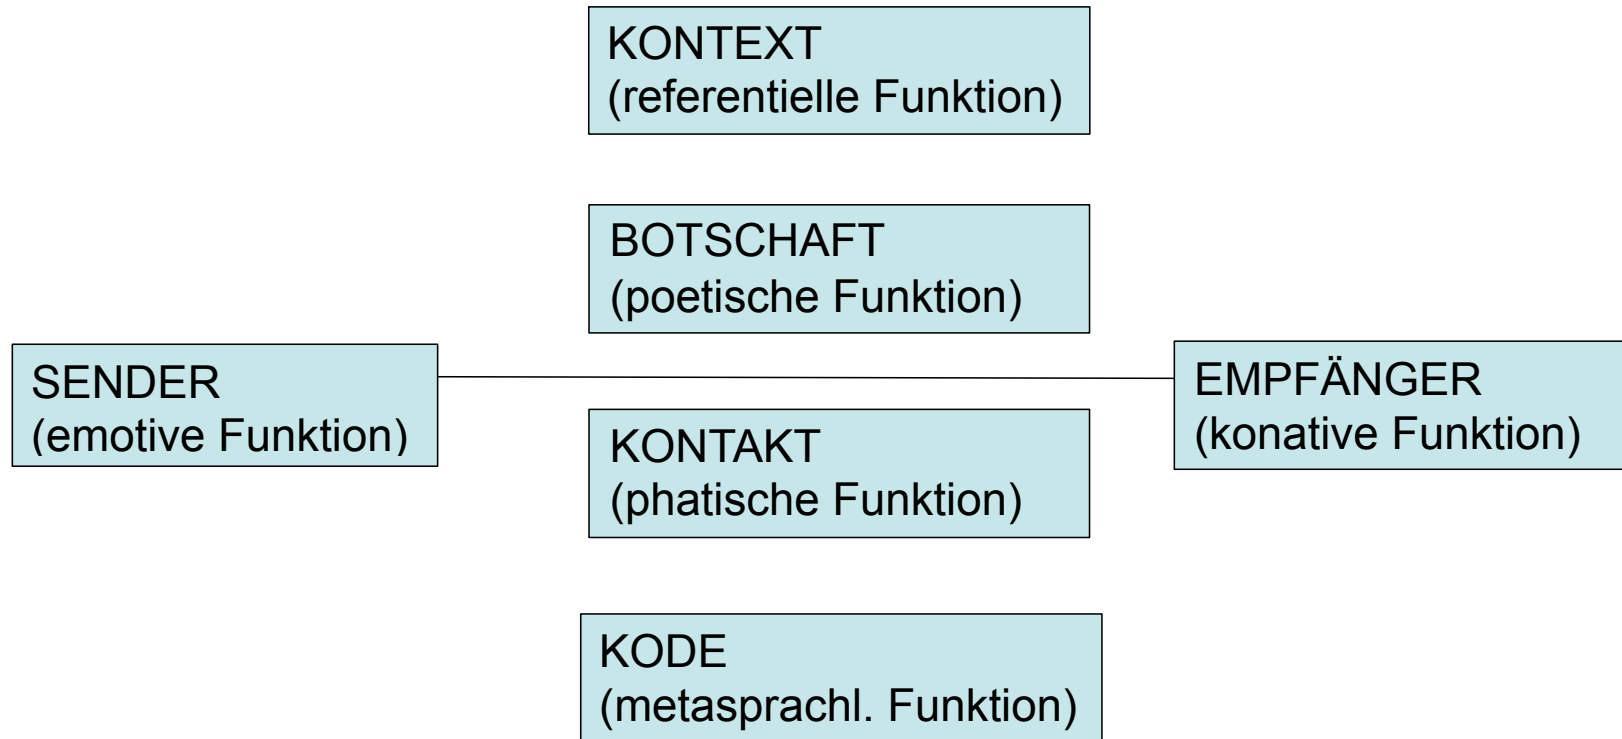 KONTEXT
(referentielle Funktion)
BOTSCHAFT
(poetische Funktion)
SENDER
(emotive Funktion)
EMPFÄNGER
(konative Funktion)
KONTAKT
(phatische Funktion)
KODE
(metasprachl. Funktion)